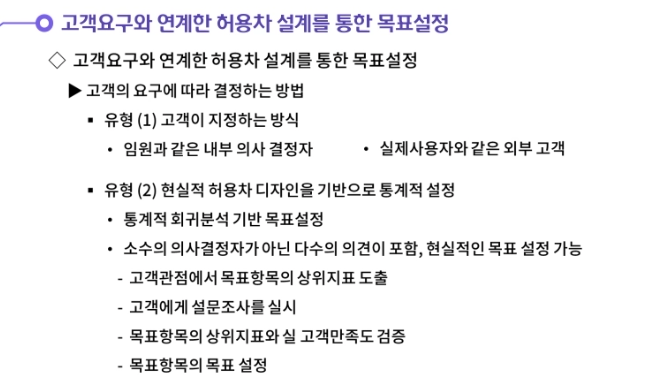 고객요구와 연계한 허용차 설계를 통한 목표설정
◇ 고객요구와 연계한 허용차 설계를 통한 목표설정
▶ 고객의 요구에 따라 결정하는 방법
▪ 유형 (1) 고객이 지정하는 방식
• 임원과 같은 내부 의사 결정자 • 실제사용자와 같은 외부 고객
▪ 유형 (2) 현실적 허용차 디자인을 기반으로 통계적 설정
• 통계적 회귀분석 기반 목표설정
• 소수의 의사결정자가 아닌 다수의 의견이 포함, 현실적인 목표 설정 가능
- 고객관점에서 목표항목의 상위지표 도출
- 고객에게 설문조사를 실시
- 목표항목의 상위지표와 실 고객만족도 검증
- 목표항목의 목표 설정